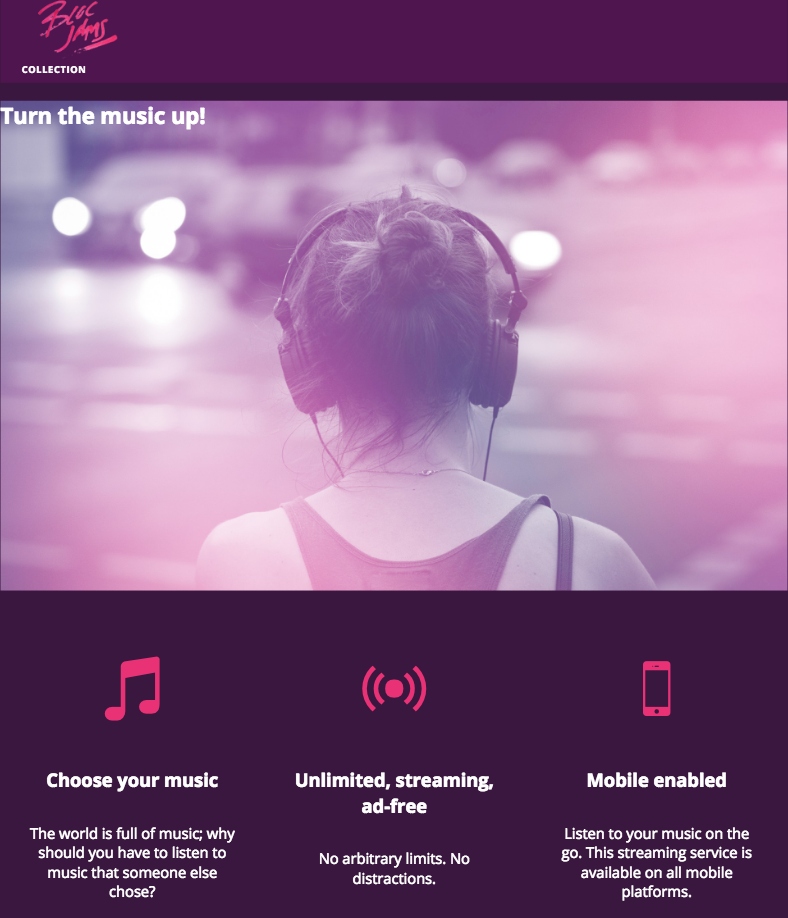 BLOC
JAMS
COLLECTION
Turn the music up!
Choose your music
The world is full of music; why
should you have to listen to
music that someone else
chose?
Unlimited, streaming,
ad-free
No arbitrary limits. No
distractions.
Mobile enabled
Listen to your music on the
go. This streaming service is
available on all mobile
platforms.